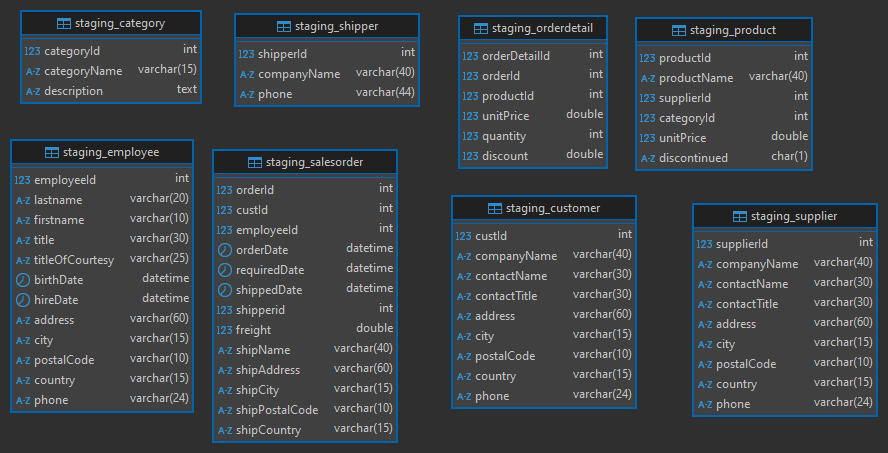 staging_category
123 categoryId int
A-Z categoryName varchar(15)
A-Z description text
staging_shipper
123 shipperId int
A-Z companyName varchar(40)
A-Z phone varchar(44)
staging_orderdetail
123 orderDetailId int
123 orderId int
123 productId int
123 unitPrice double
123 quantity int
123 discount double
staging_product
123 productId int
A-Z productName varchar(40)
123 supplierId int
123 categoryId int
123 unitPrice double
A-Z discontinued char(1)
staging_employee
123 employeeId int
A-Z lastname varchar(20)
A-Z firstname varchar(10)
A-Z title varchar(30)
A-Z titleOfCourtesy varchar(25)
birthDate datetime
hireDate datetime
A-Z address varchar(60)
A-Z city varchar(15)
A-Z postalCode varchar(10)
A-Z country varchar(15)
A-Z phone varchar(24)
staging_salesorder
123 orderId int
123 custId int
123 employeeId int
orderDate datetime
requiredDate datetime
shippedDate datetime
123 shipperid int
123 freight double
A-Z shipName varchar(40)
A-Z shipAddress varchar(60)
A-Z shipCity varchar(15)
A-Z shipPostalCode varchar(10)
A-Z shipCountry varchar(15)
staging_customer
123 custId int
A-Z companyName varchar(40)
A-Z contactName varchar(30)
A-Z contactTitle varchar(30)
A-Z address varchar(60)
A-Z city varchar(15)
A-Z postalCode varchar(10)
A-Z country varchar(15)
A-Z phone varchar(24)
staging_supplier
123 supplierId int
A-Z companyName varchar(40)
A-Z contactName varchar(30)
A-Z contactTitle varchar(30)
A-Z address varchar(60)
A-Z city varchar(15)
A-Z postalCode varchar(10)
A-Z country varchar(15)
A-Z phone varchar(24)